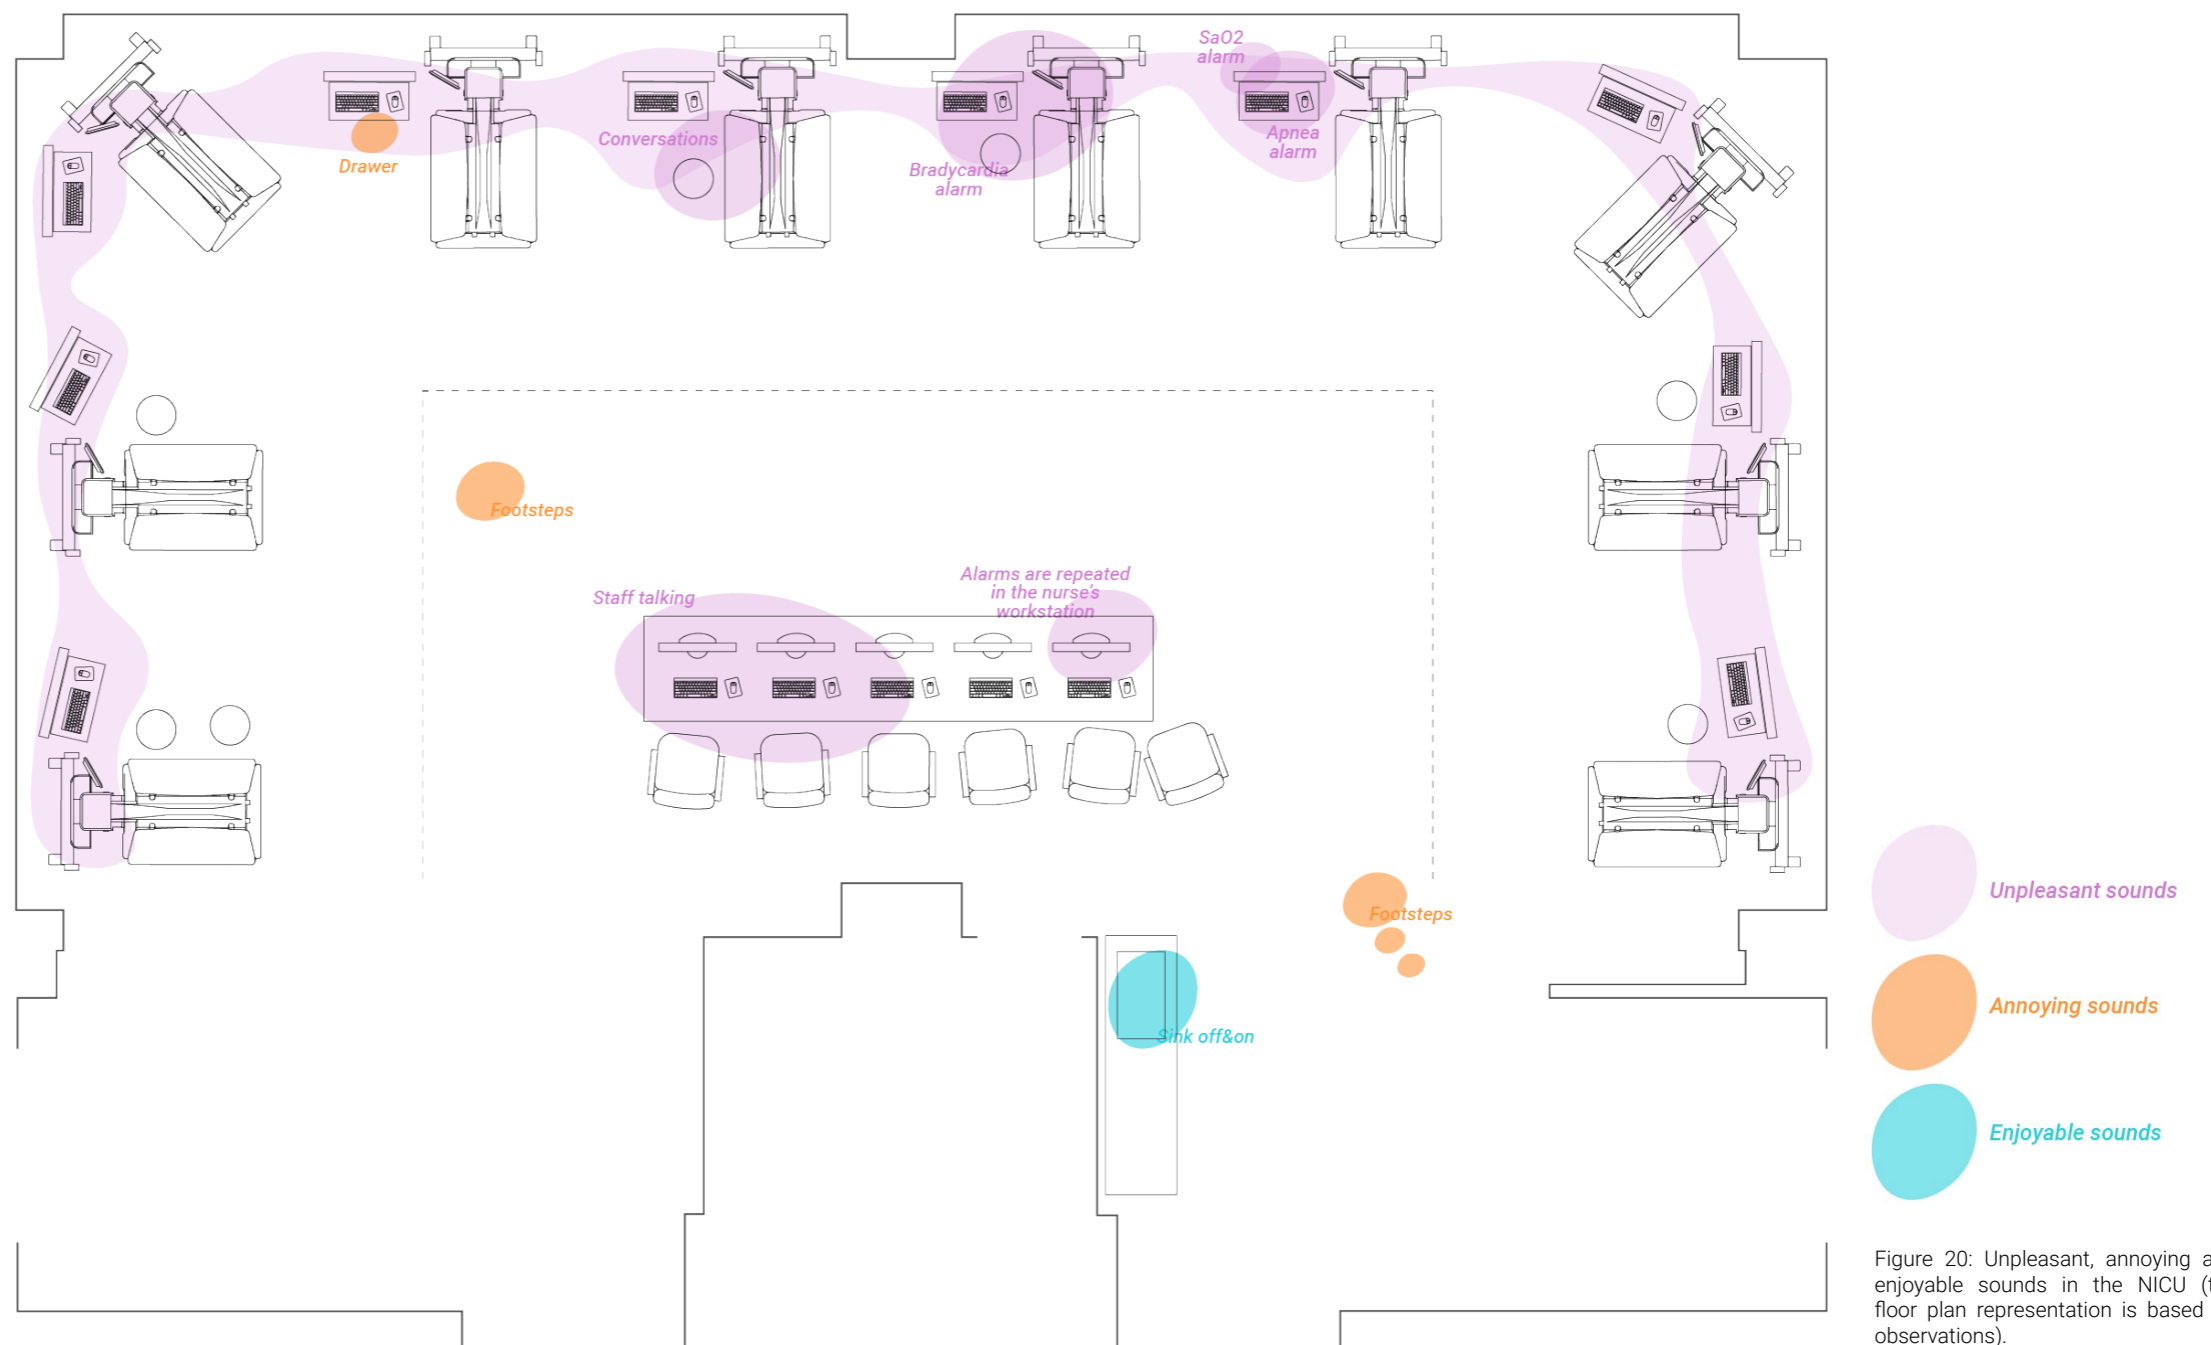 SaO2
alarm
Conversations
Drawer
Bradycardia
alarm
Apnea
alarm
Footsteps
Staff talking
Alarms are repeated
in the nurse's
workstation
Footsteps
Sink off&on
Unpleasant sounds
Annoying sounds
Enjoyable sounds
Figure 20: Unpleasant, annoying a
enjoyable sounds in the NICU (t
floor plan representation is based
observations).